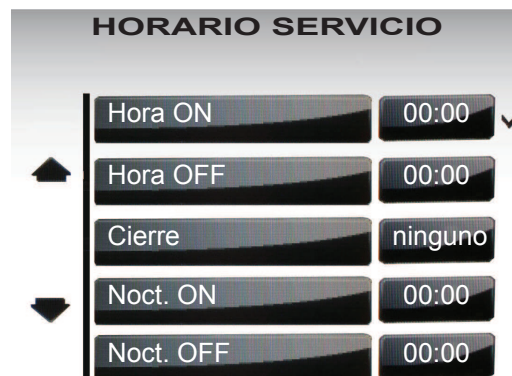 HORARIO SERVICIO
Hora ON 00:00
Hora OFF 00:00
Cierre ninguno
Noct. ON 00:00
Noct. OFF 00:00